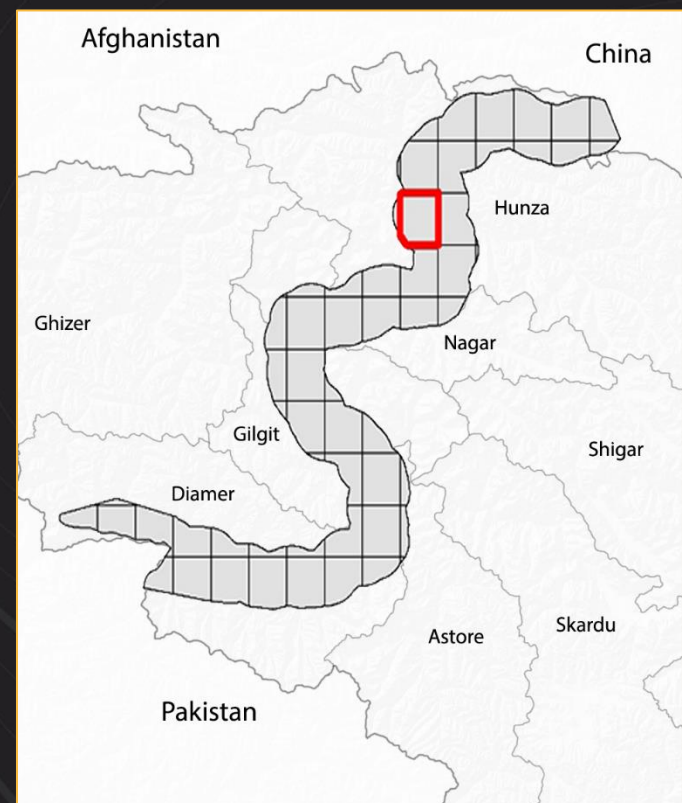 Afghanistan
China
Hunza
Ghizer
Nagar
Gilgit
Shigar
Diamer
Skardu
Astore
Pakistan